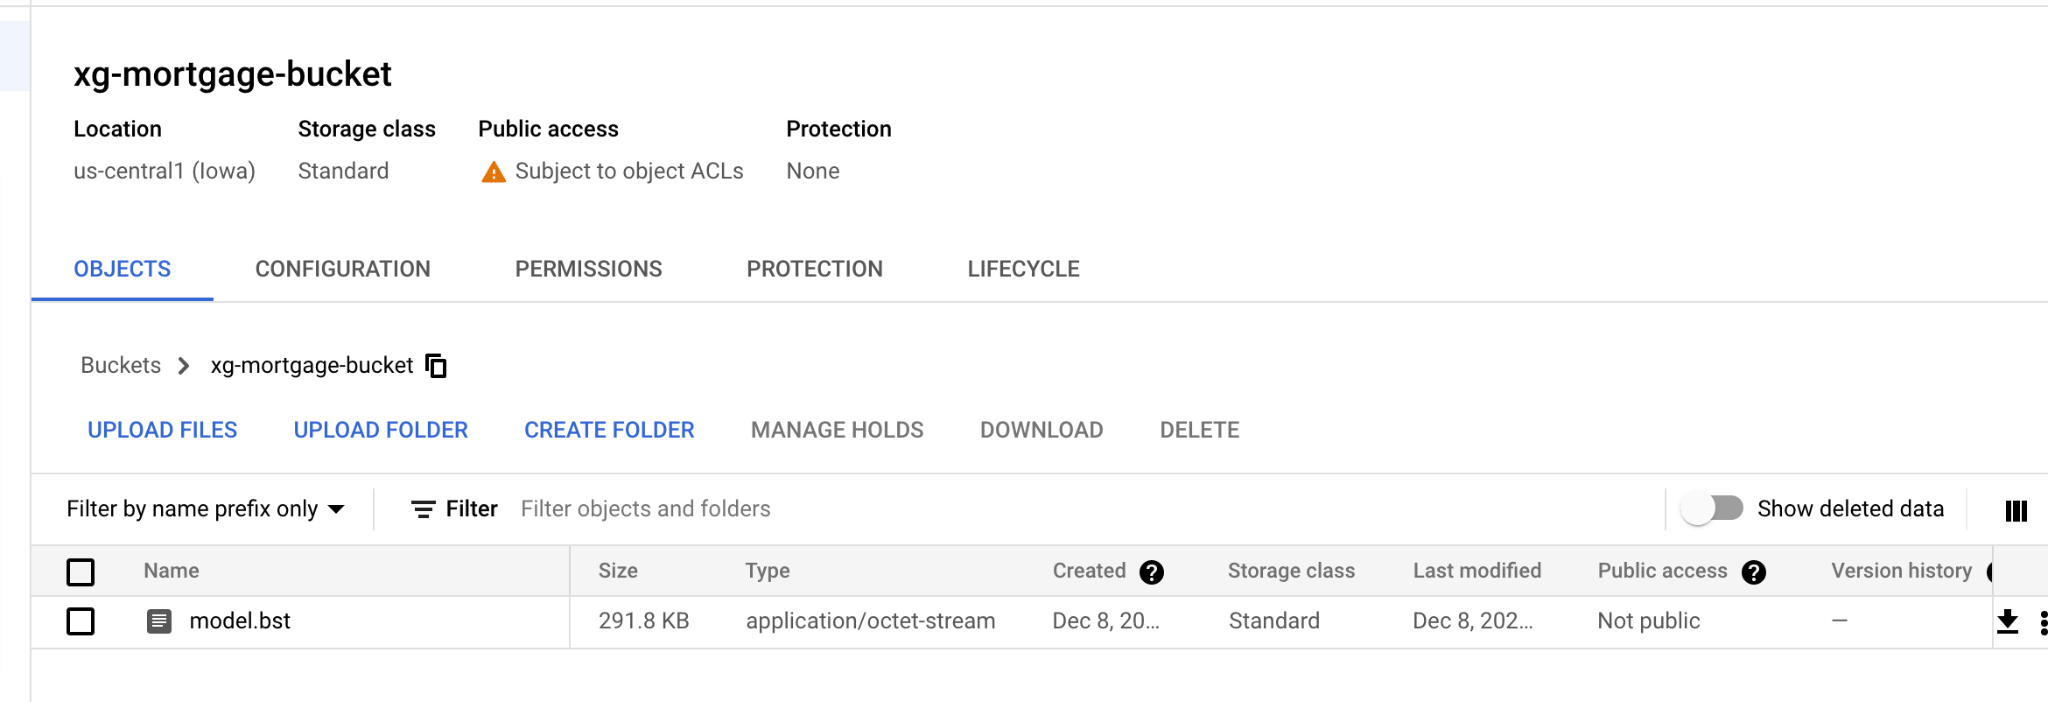 xg-mortgage-bucket
Location Storage class Public access Protection
us-central1 (Iowa) Standard Subject to object ACLs None
OBJECTS CONFIGURATION PERMISSIONS PROTECTION LIFECYCLE
Buckets xg-mortgage-bucket
UPLOAD FILES UPLOAD FOLDER CREATE FOLDER MANAGE HOLDS DOWNLOAD DELETE
Filter by name prefix only Filter Filter objects and folders Show deleted data
Name Size Type Created Storage class Last modified Public access Version history
model.bst 291.8 KB application/octet-stream Dec 8, 20... Standard Dec 8, 202... Not public —